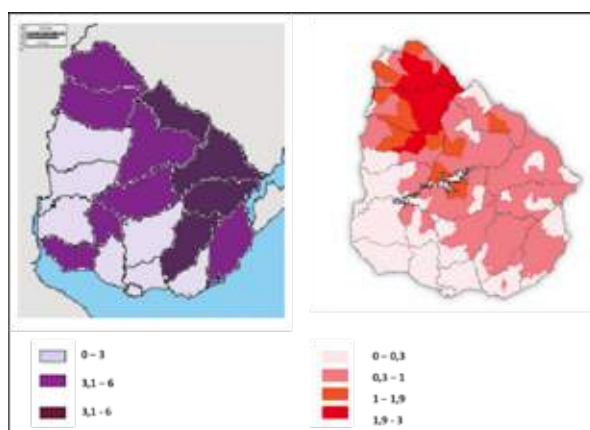 0 – 3
3,1 – 6
3,1 - 6
0 – 0,3
0,3 – 1
1 – 1,9
1,9 - 3